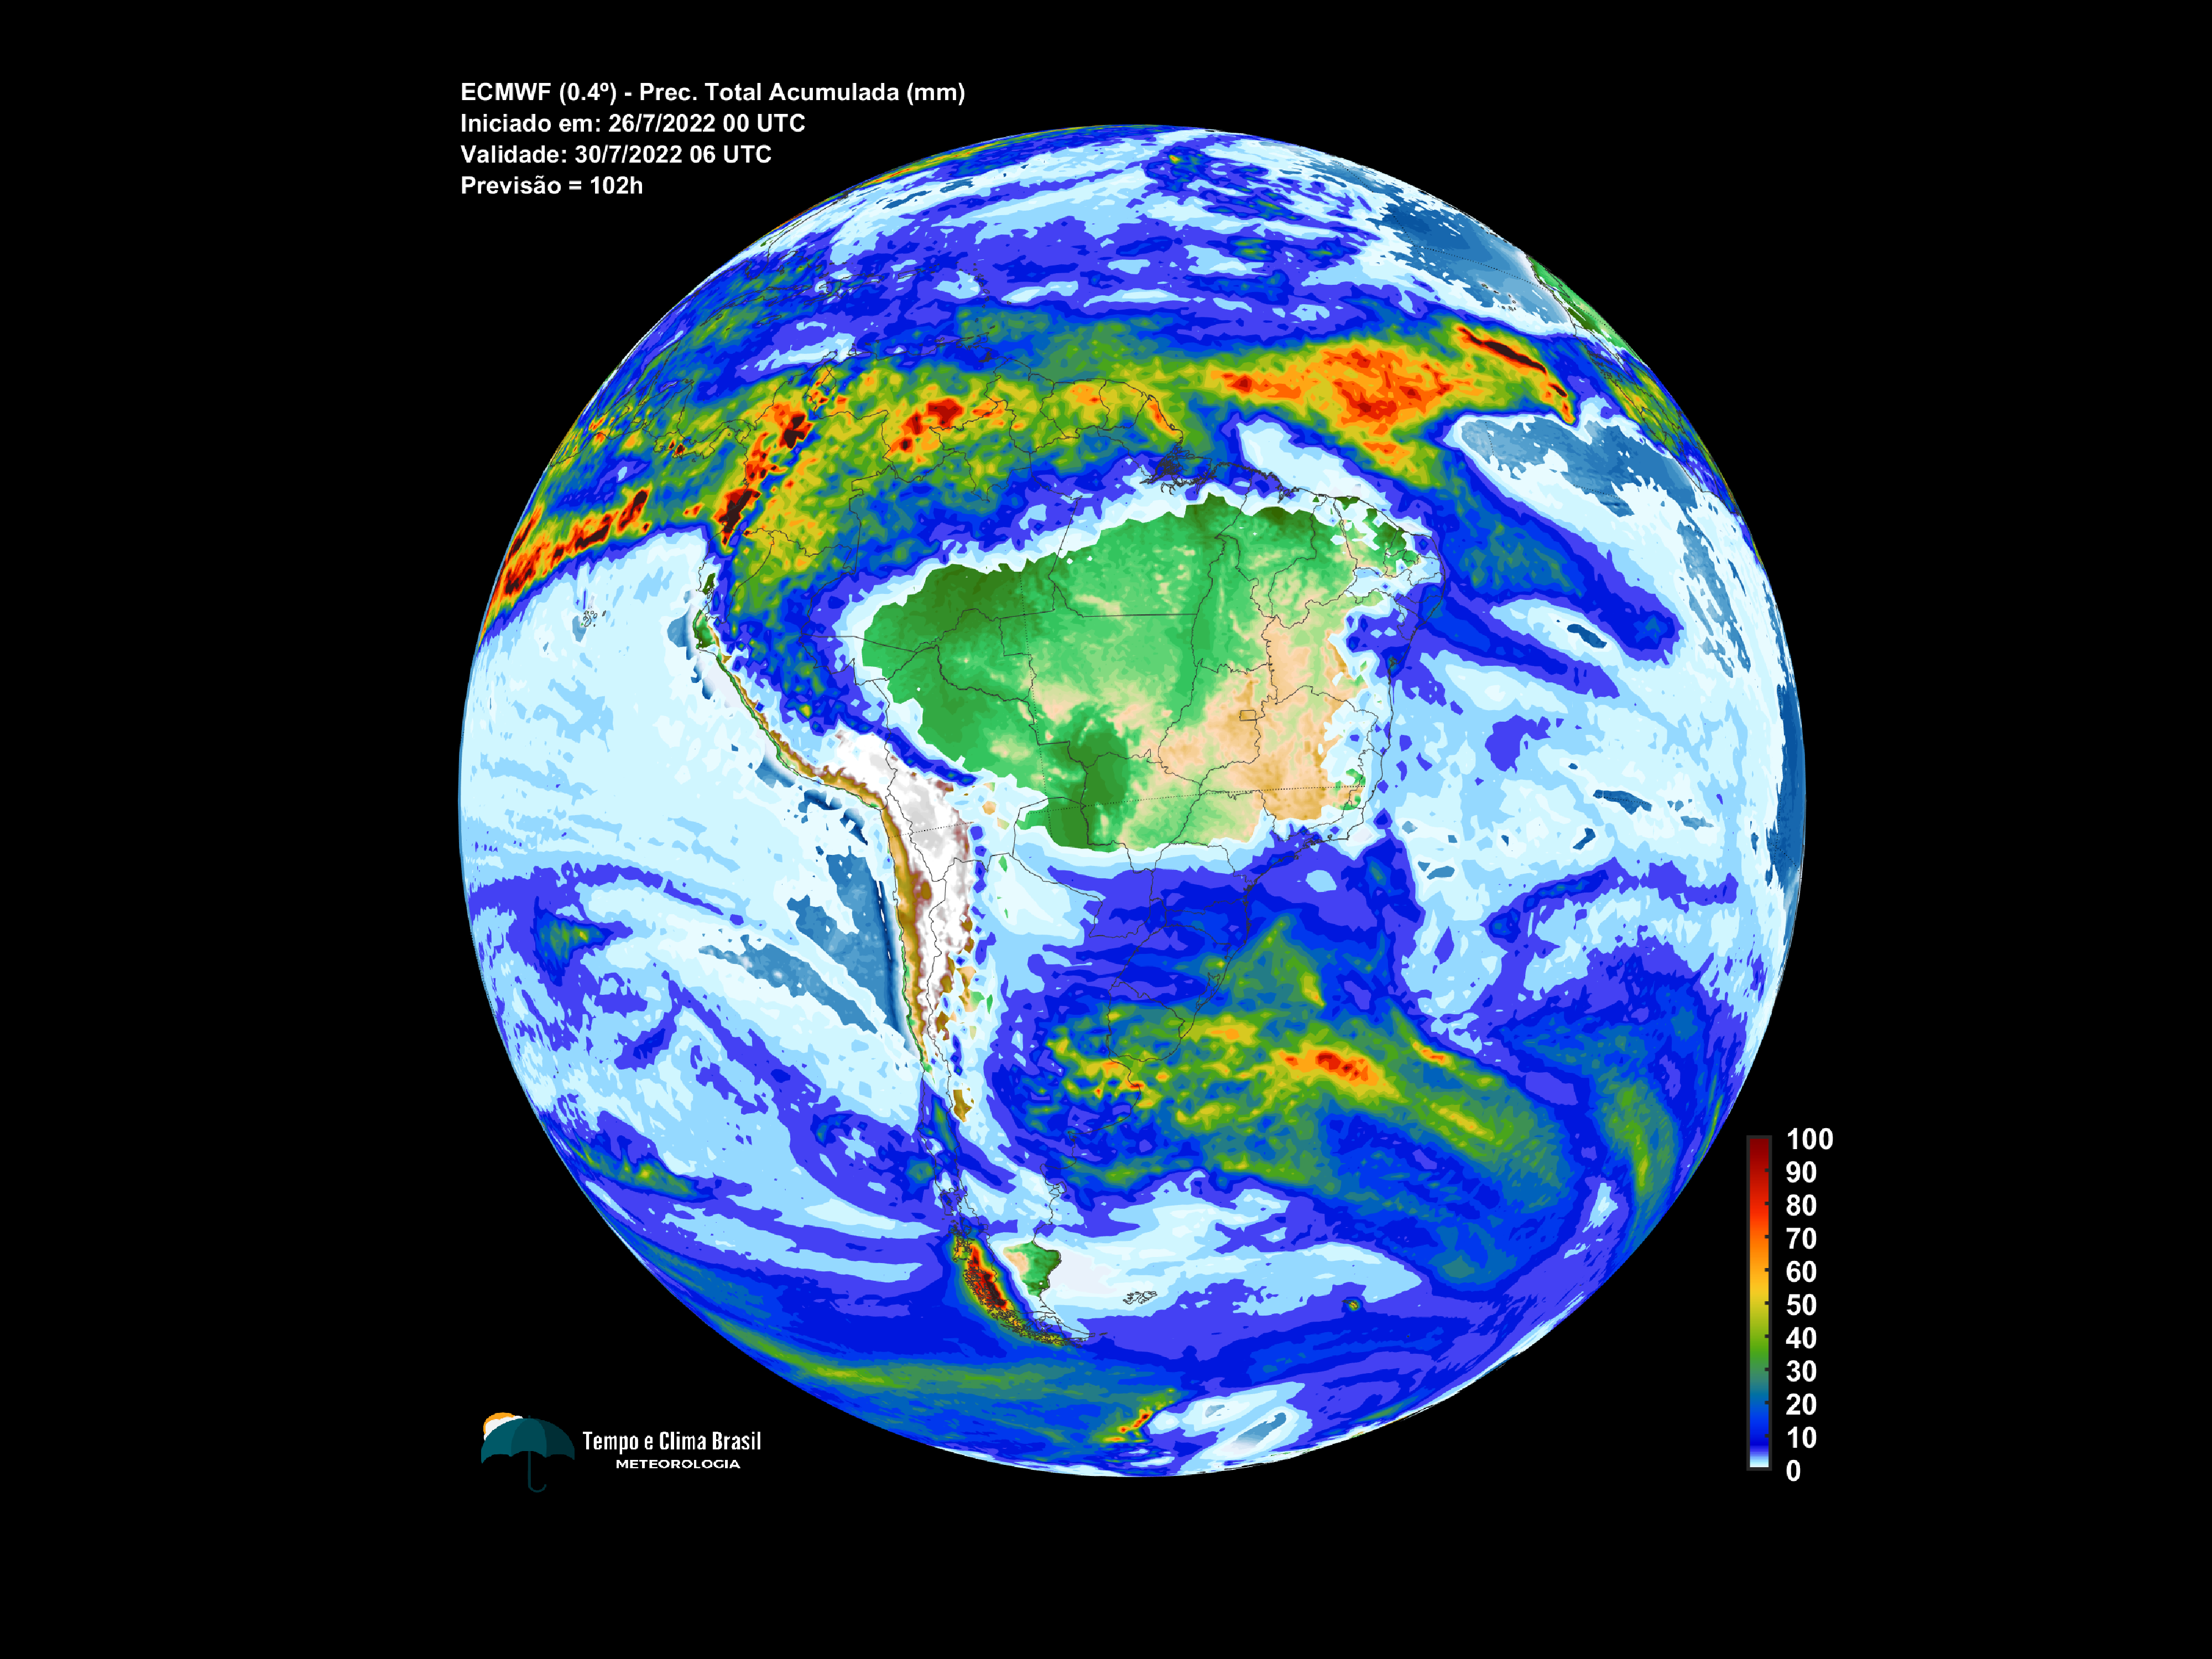 ECMWF (0.4º) - Prec. Total Acumulada (mm)
Iniciado em: 26/7/2022 00 UTC
Validade: 30/7/2022 06 UTC
Previsão = 102h
100
90
80
70
60
50
40
30
20
10
0
Tempo e Clima Brasil
METEOROLOGIA